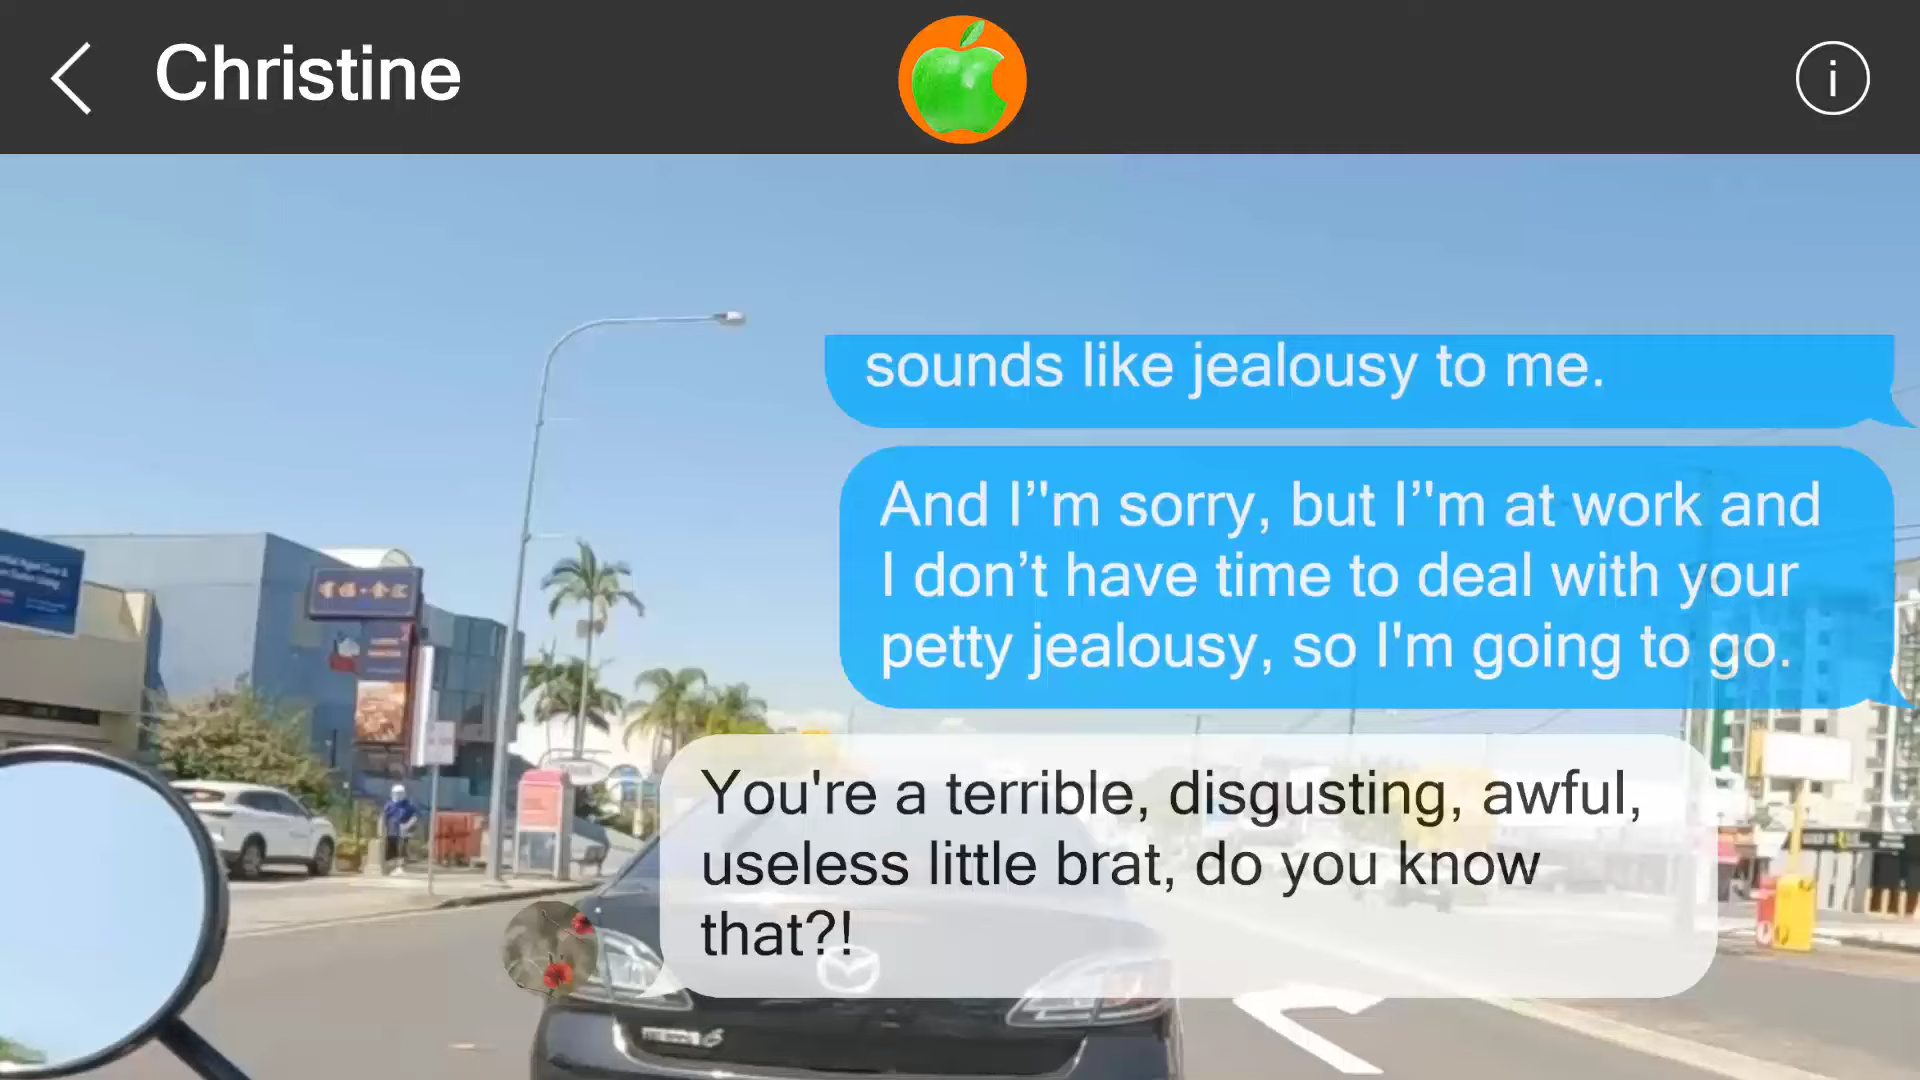 Christine
i
sounds like jealousy to me.
And I’'m sorry, but I’'m at work and
I don’t have time to deal with your
petty jealousy, so I'm going to go.
You're a terrible, disgusting, awful,
useless little brat, do you know
that?!